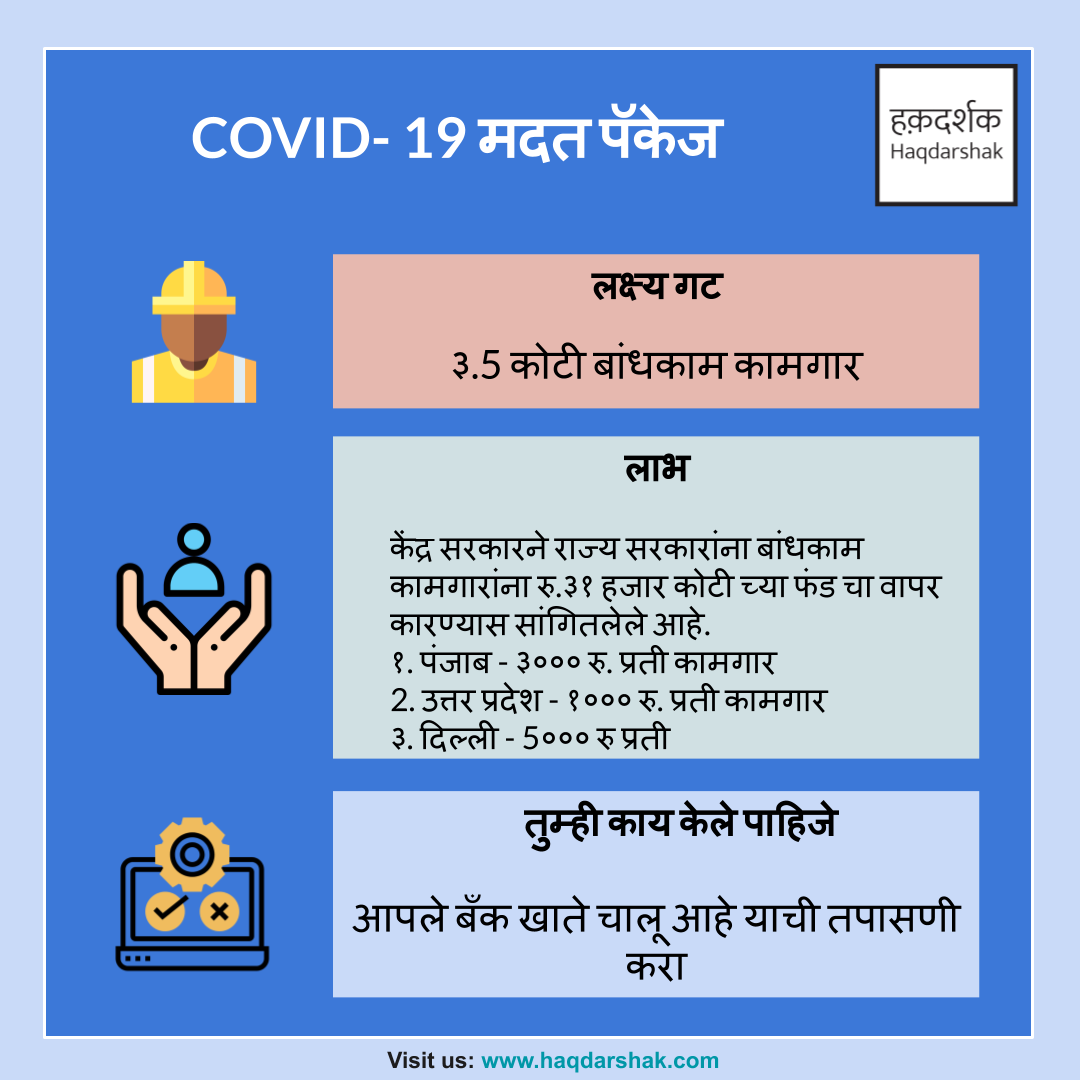 COVID- 19 मदत पॅकेज
हक़दर्शक
Haqdarshak
लक्ष्य गट
३.5 कोटी बांधकाम कामगार
लाभ
केंद्र सरकारने राज्य सरकारांना बांधकाम
कामगारांना रु.३१ हजार कोटी च्या फंड चा वापर
कारण्यास सांगितलेले आहे.
१. पंजाब - ३००० रु. प्रती कामगार
2. उत्तर प्रदेश - १००० रु. प्रती कामगार
३. दिल्ली - 5००० रु प्रती
तुम्ही काय केले पाहिजे
आपले बँक खाते चालू आहे याची तपासणी
करा
Visit us: www.haqdarshak.com